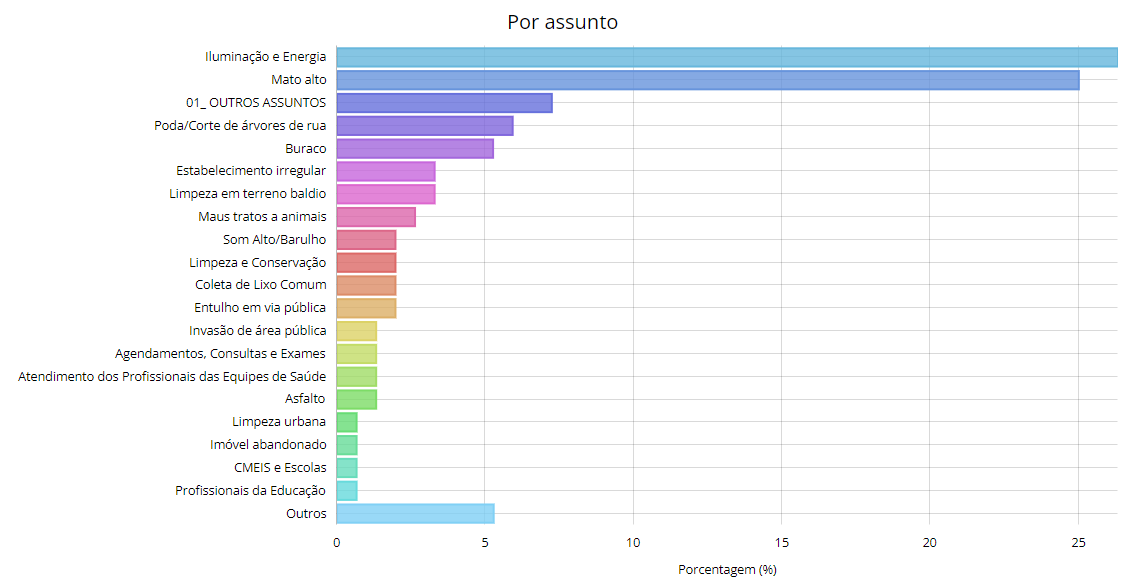 Por assunto
Iluminação e Energia
Mato alto
01_ OUTROS ASSUNTOS
Poda/Corte de árvores de rua
Buraco
Estabelecimento irregular
Limpeza em terreno baldio
Maus tratos a animais
Som Alto/Barulho
Limpeza e Conservação
Coleta de Lixo Comum
Entulho em via pública
Invasão de área pública
Agendamentos, Consultas e Exames
Atendimento dos Profissionais das Equipes de Saúde
Asfalto
Limpeza urbana
Imóvel abandonado
CMEIS e Escolas
Profissionais da Educação
Outros
0 5 10 15 20 25
Porcentagem (%)